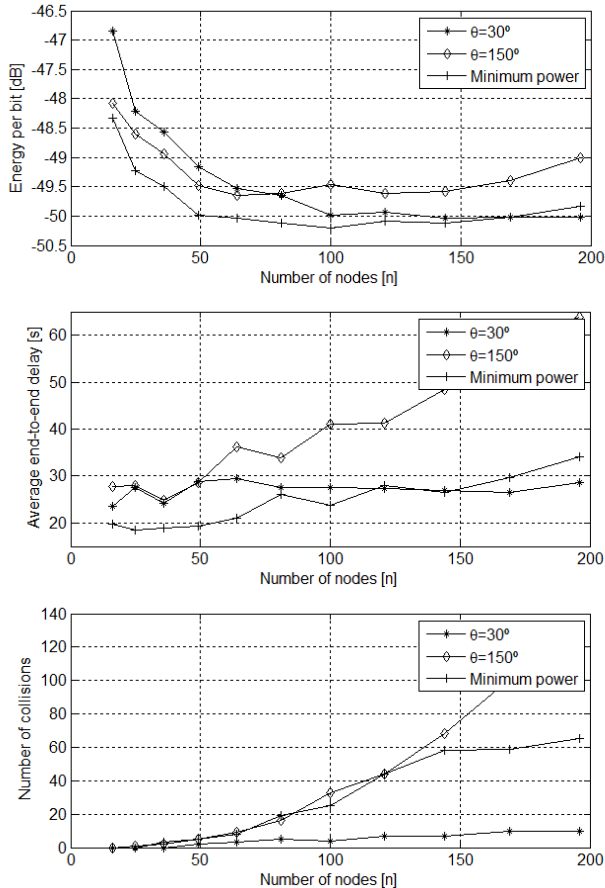 -46.5
-47
-47.5
-48
-48.5
-49
-49.5
-50
-50.5
Energy per bit [dB]
θ=30º
θ=150º
Minimum power
0
50
100
150
200
Number of nodes [n]
60
50
40
30
20
Average end-to-end delay [s]
θ=30º
θ=150º
Minimum power
0
50
100
150
200
Number of nodes [n]
140
120
100
80
60
40
20
0
Number of collisions
θ=30º
θ=150º
Minimum power
0
50
100
150
200
Number of nodes [n]